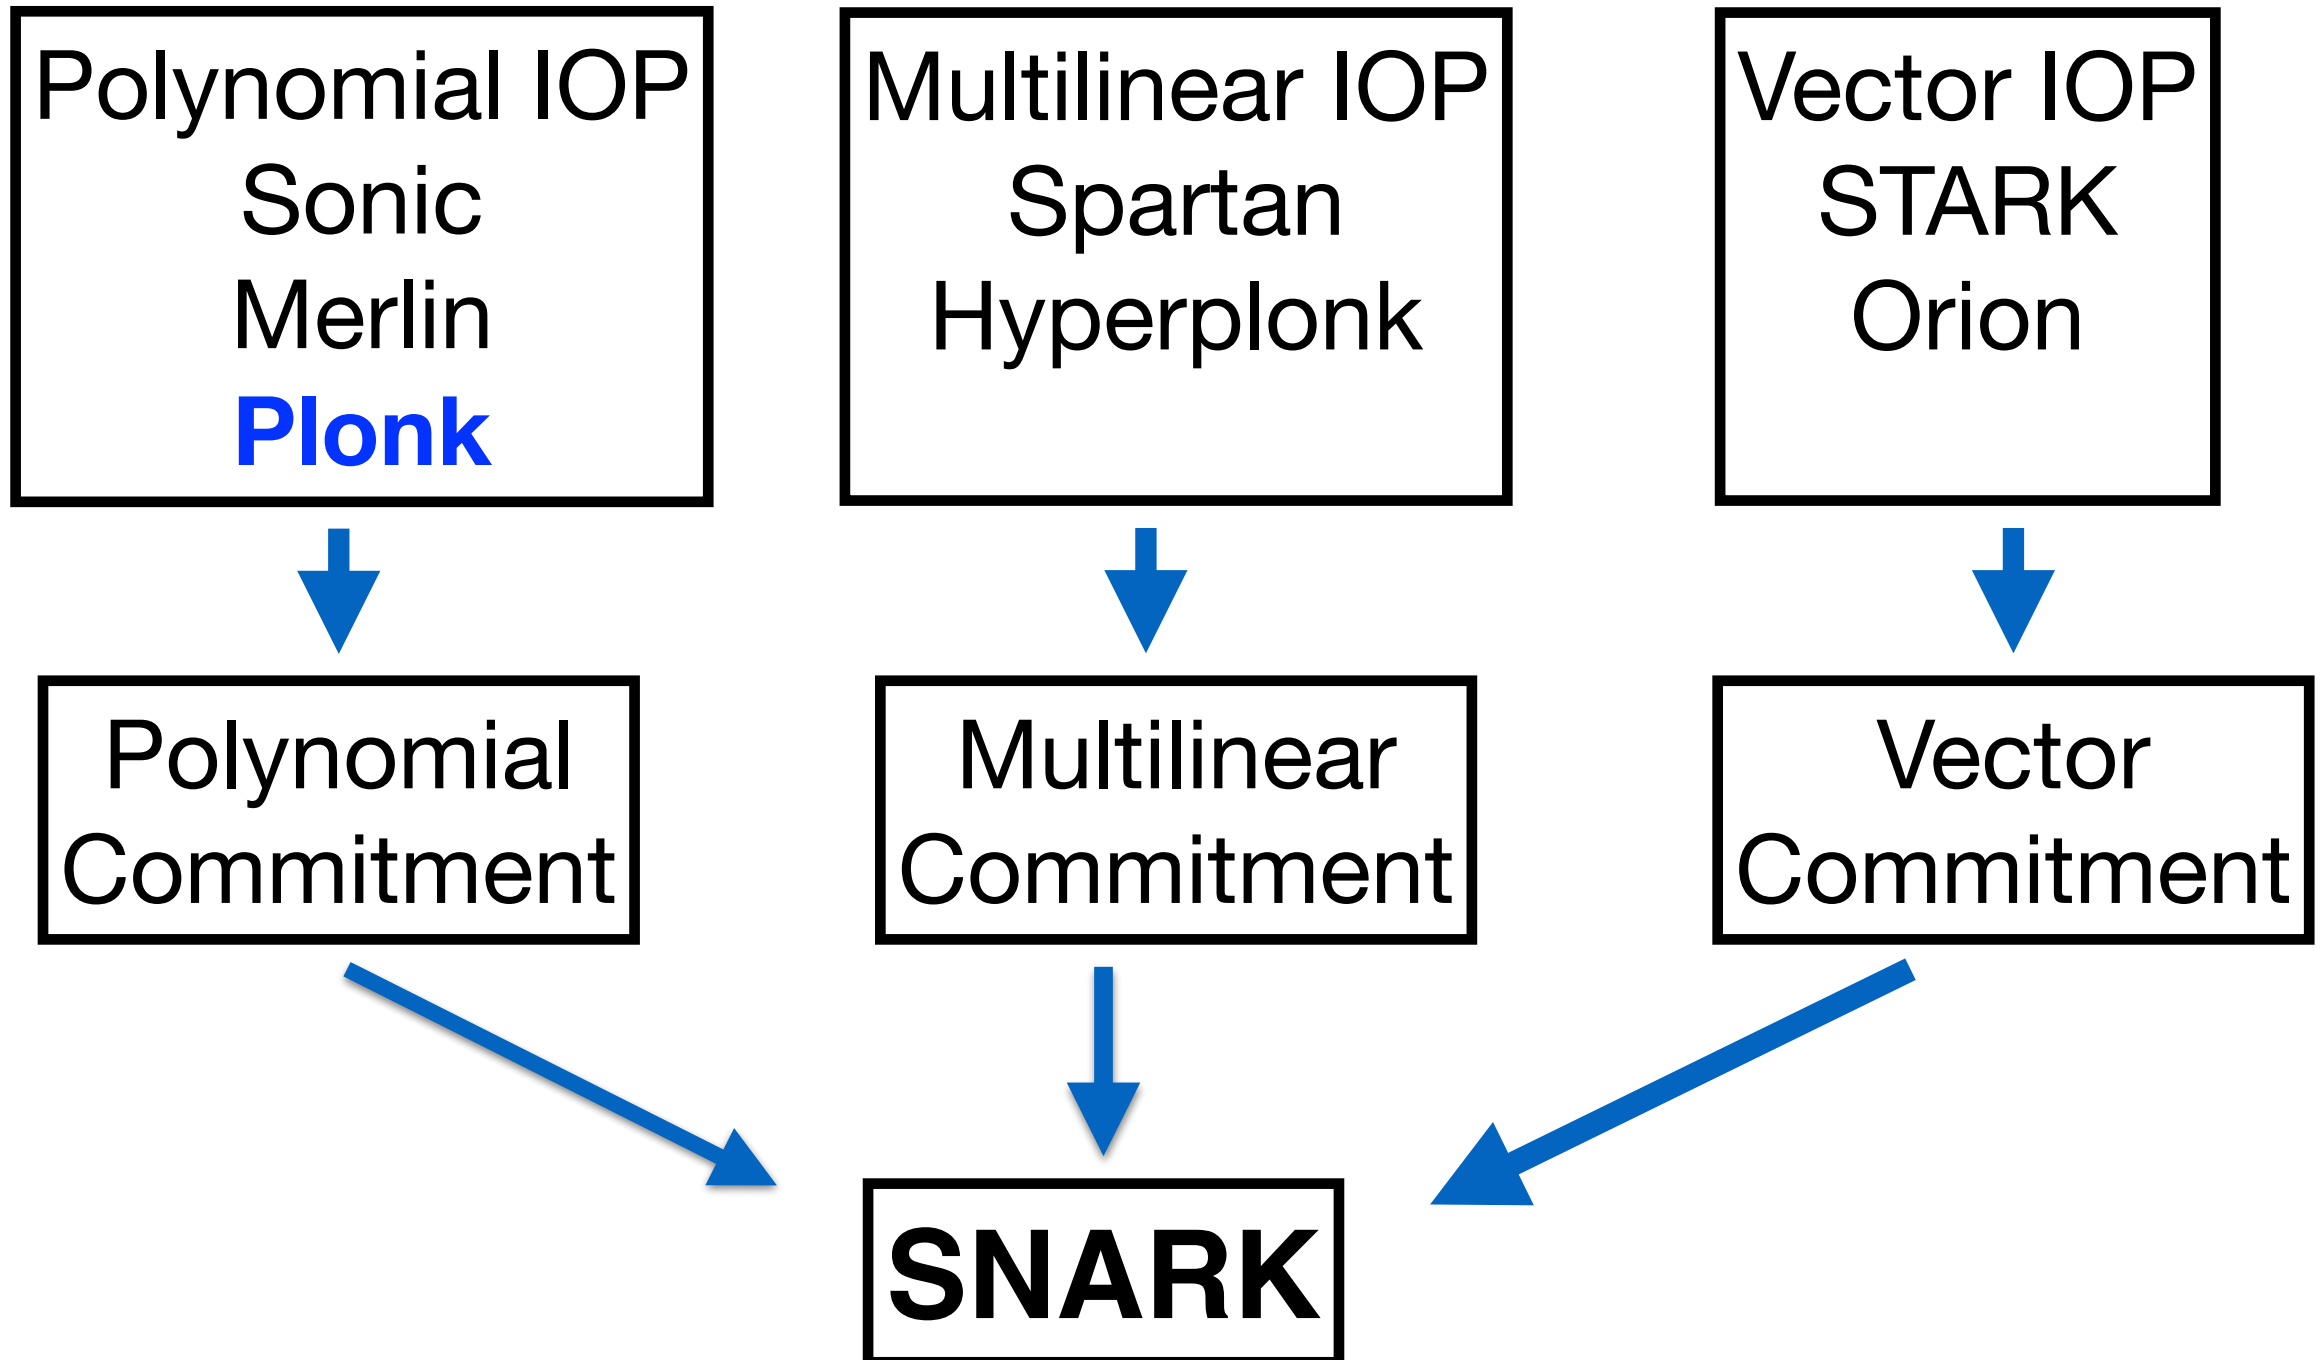 Polynomial IOP
Sonic
Merlin
Plonk
Multilinear IOP
Spartan
Hyperplonk
Vector IOP
STARK
Orion
Polynomial
Commitment
Multilinear
Commitment
Vector
Commitment
SNARK